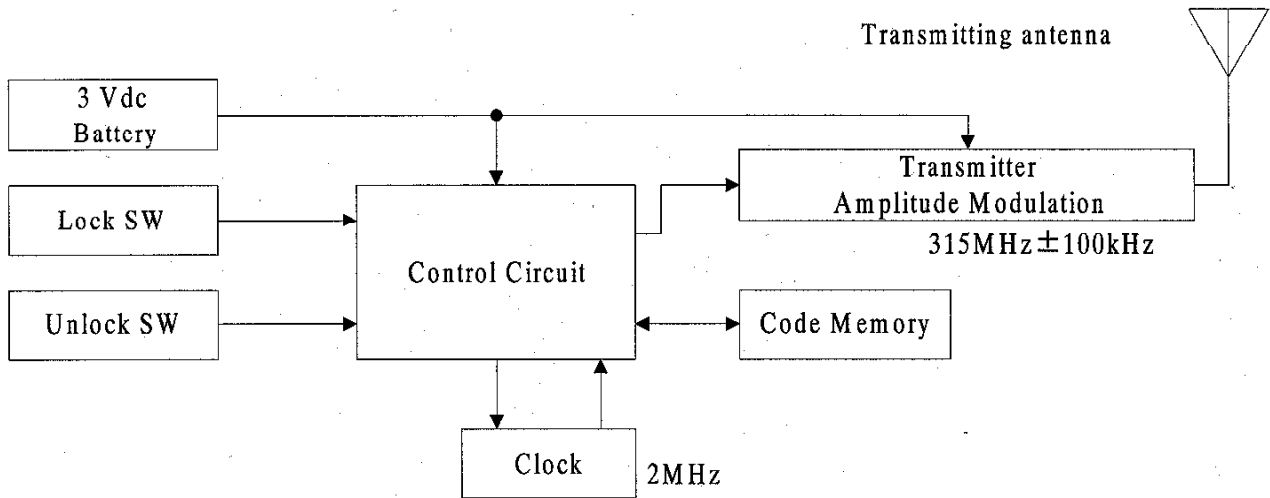 Transmitting antenna
3 Vdc
Battery
Transmitter
Amplitude Modulation
315MHz±100kHz
Lock SW
Control Circuit
Unlock SW
Code Memory
Clock
2MHz